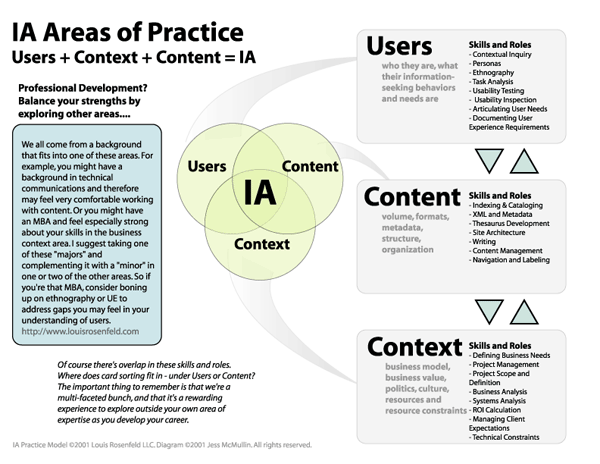 IA Areas of Practice
Users + Context + Content = IA
Professional Development?
Balance your strengths by
exploring other areas....
We all come from a background
that fits into one of these areas. For
example, you might have a
background in technical
communications and therefore
may feel very comfortable working
with content. Or you might have
an MBA and feel especially strong
about your skills in the business
context area. I suggest taking one
of these "majors" and
complementing it with a "minor" in
one or two of the other areas. So if
you're that MBA, consider boning
up on ethnography or UE to
address gaps you may feel in your
understanding of users.
http://www.louisrosenfeld.com
Users
Content
IA
Context
Users
who they are, what
their information-
seeking behaviors
and needs are
Skills and Roles
- Contextual Inquiry
- Personas
- Ethnography
- Task Analysis
- Usability Testing
- Usability Inspection
- Articulating User Needs
- Documenting User
Experience Requirements
Content
volume, formats,
metadata,
structure,
organization
Skills and Roles
- Indexing & Cataloging
- XML and Metadata
- Thesaurus Development
- Site Architecture
- Writing
- Content Management
- Navigation and Labeling
Context
business model,
business value,
politics, culture,
resources and
resource constraints
Skills and Roles
- Defining Business Needs
- Project Management
- Project Scope and
Definition
- Business Analysis
- Systems Analysis
- ROI Calculation
- Managing Client
Expectations
- Technical Constraints
Of course there's overlap in these skills and roles.
Where does card sorting fit in - under Users or Content?
The important thing to remember is that we're a
multi-faceted bunch, and that it's a rewarding
experience to explore outside your own area of
expertise as you develop your career.
IA Practice Model ©2001 Louis Rosenfeld LLC, Diagram ©2001 Jess McMullin. All rights reserved.